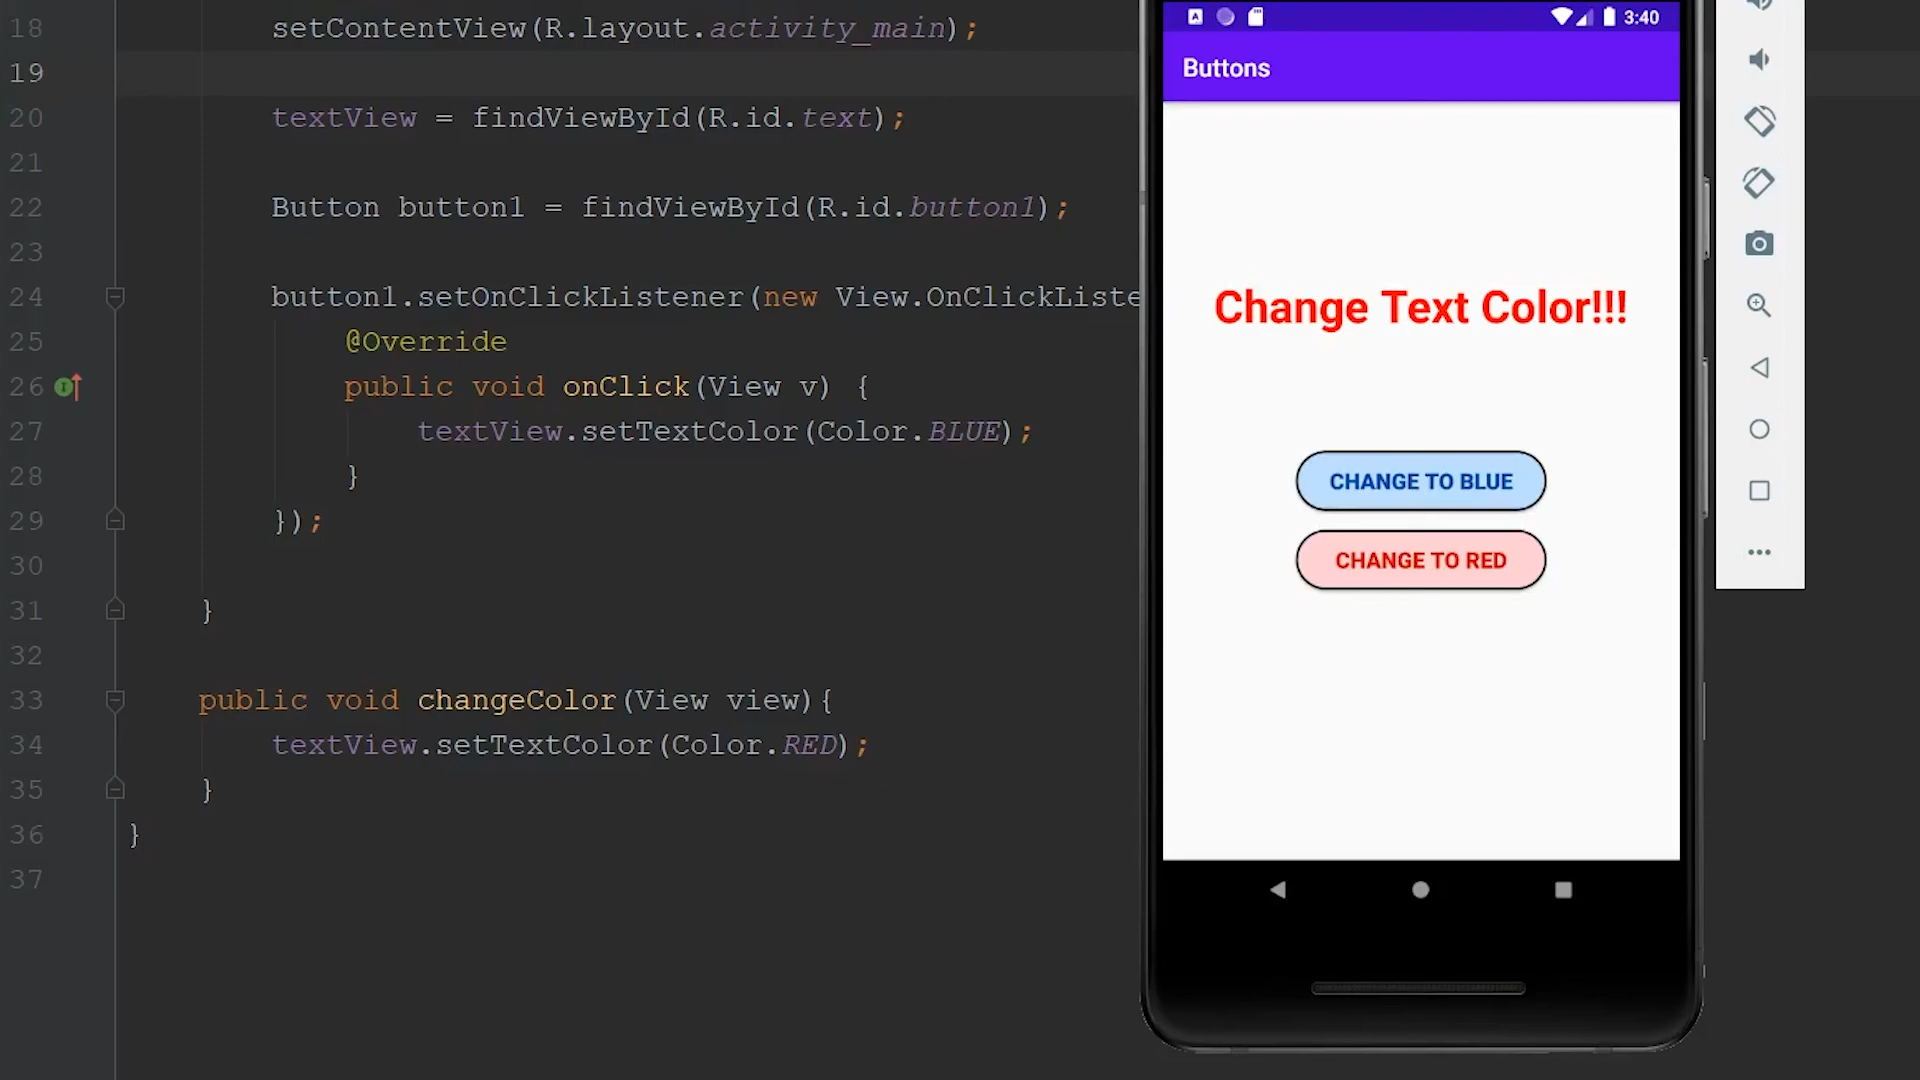 18 setContentView(R.layout.activity_main);
19
20 textView = findViewById(R.id.text);
21
22 Button button1 = findViewById(R.id.button1);
23
24 button1.setOnClickListener(new View.OnClickListe
25 @Override
26 public void onClick(View v) {
27 textView.setTextColor(Color.BLUE);
28 }
29 });
30
31 }
32
33 public void changeColor(View view){
34 textView.setTextColor(Color.RED);
35 }
36 }
37
3:40
Buttons
Change Text Color!!!
CHANGE TO BLUE
CHANGE TO RED